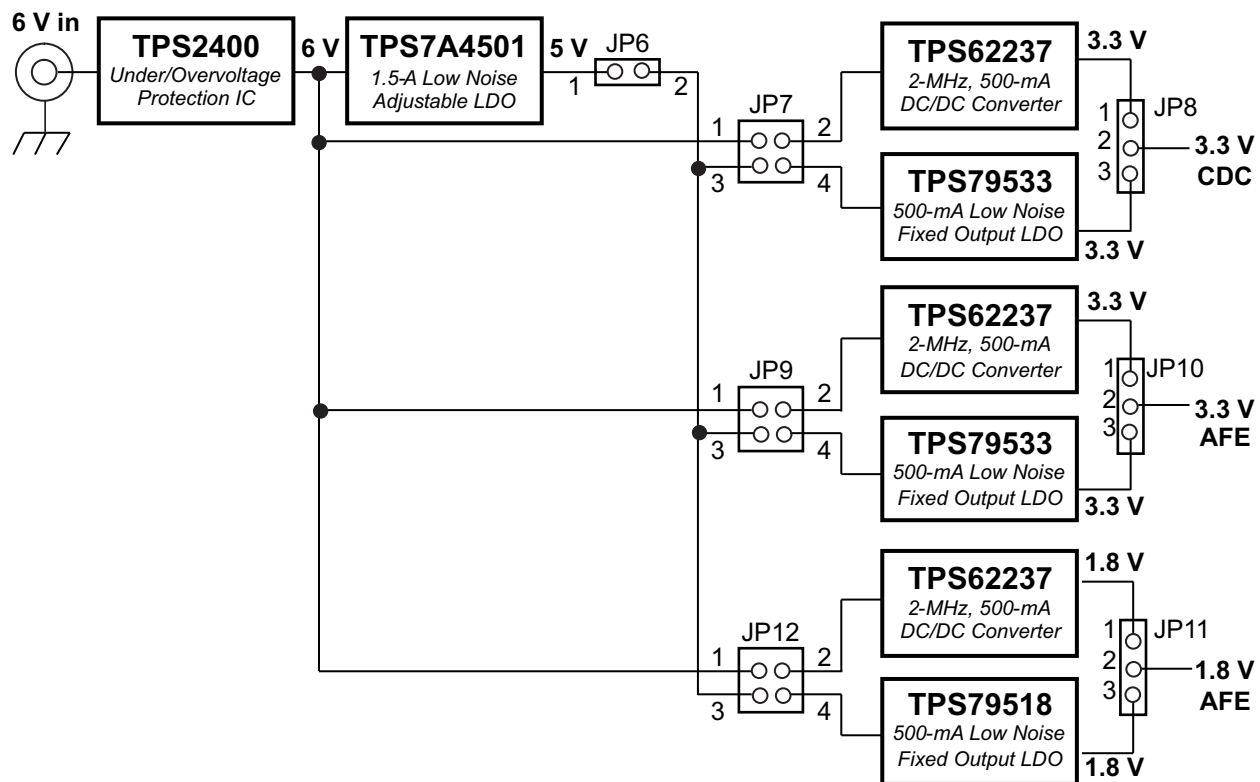 6 V in
TPS2400
Under/Overvoltage
Protection IC
6 V
TPS7A4501
1.5-A Low Noise
Adjustable LDO
5 V
JP6
1
2
TPS62237
2-MHz, 500-mA
DC/DC Converter
3.3 V
JP7
1
2
3
4
TPS79533
500-mA Low Noise
Fixed Output LDO
3.3 V
JP8
1
2
3
3.3 V
CDC
TPS62237
2-MHz, 500-mA
DC/DC Converter
3.3 V
JP9
1
2
3
4
TPS79533
500-mA Low Noise
Fixed Output LDO
3.3 V
JP10
1
2
3
3.3 V
AFE
TPS62237
2-MHz, 500-mA
DC/DC Converter
1.8 V
JP12
1
2
3
4
TPS79518
500-mA Low Noise
Fixed Output LDO
1.8 V
JP11
1
2
3
1.8 V
AFE